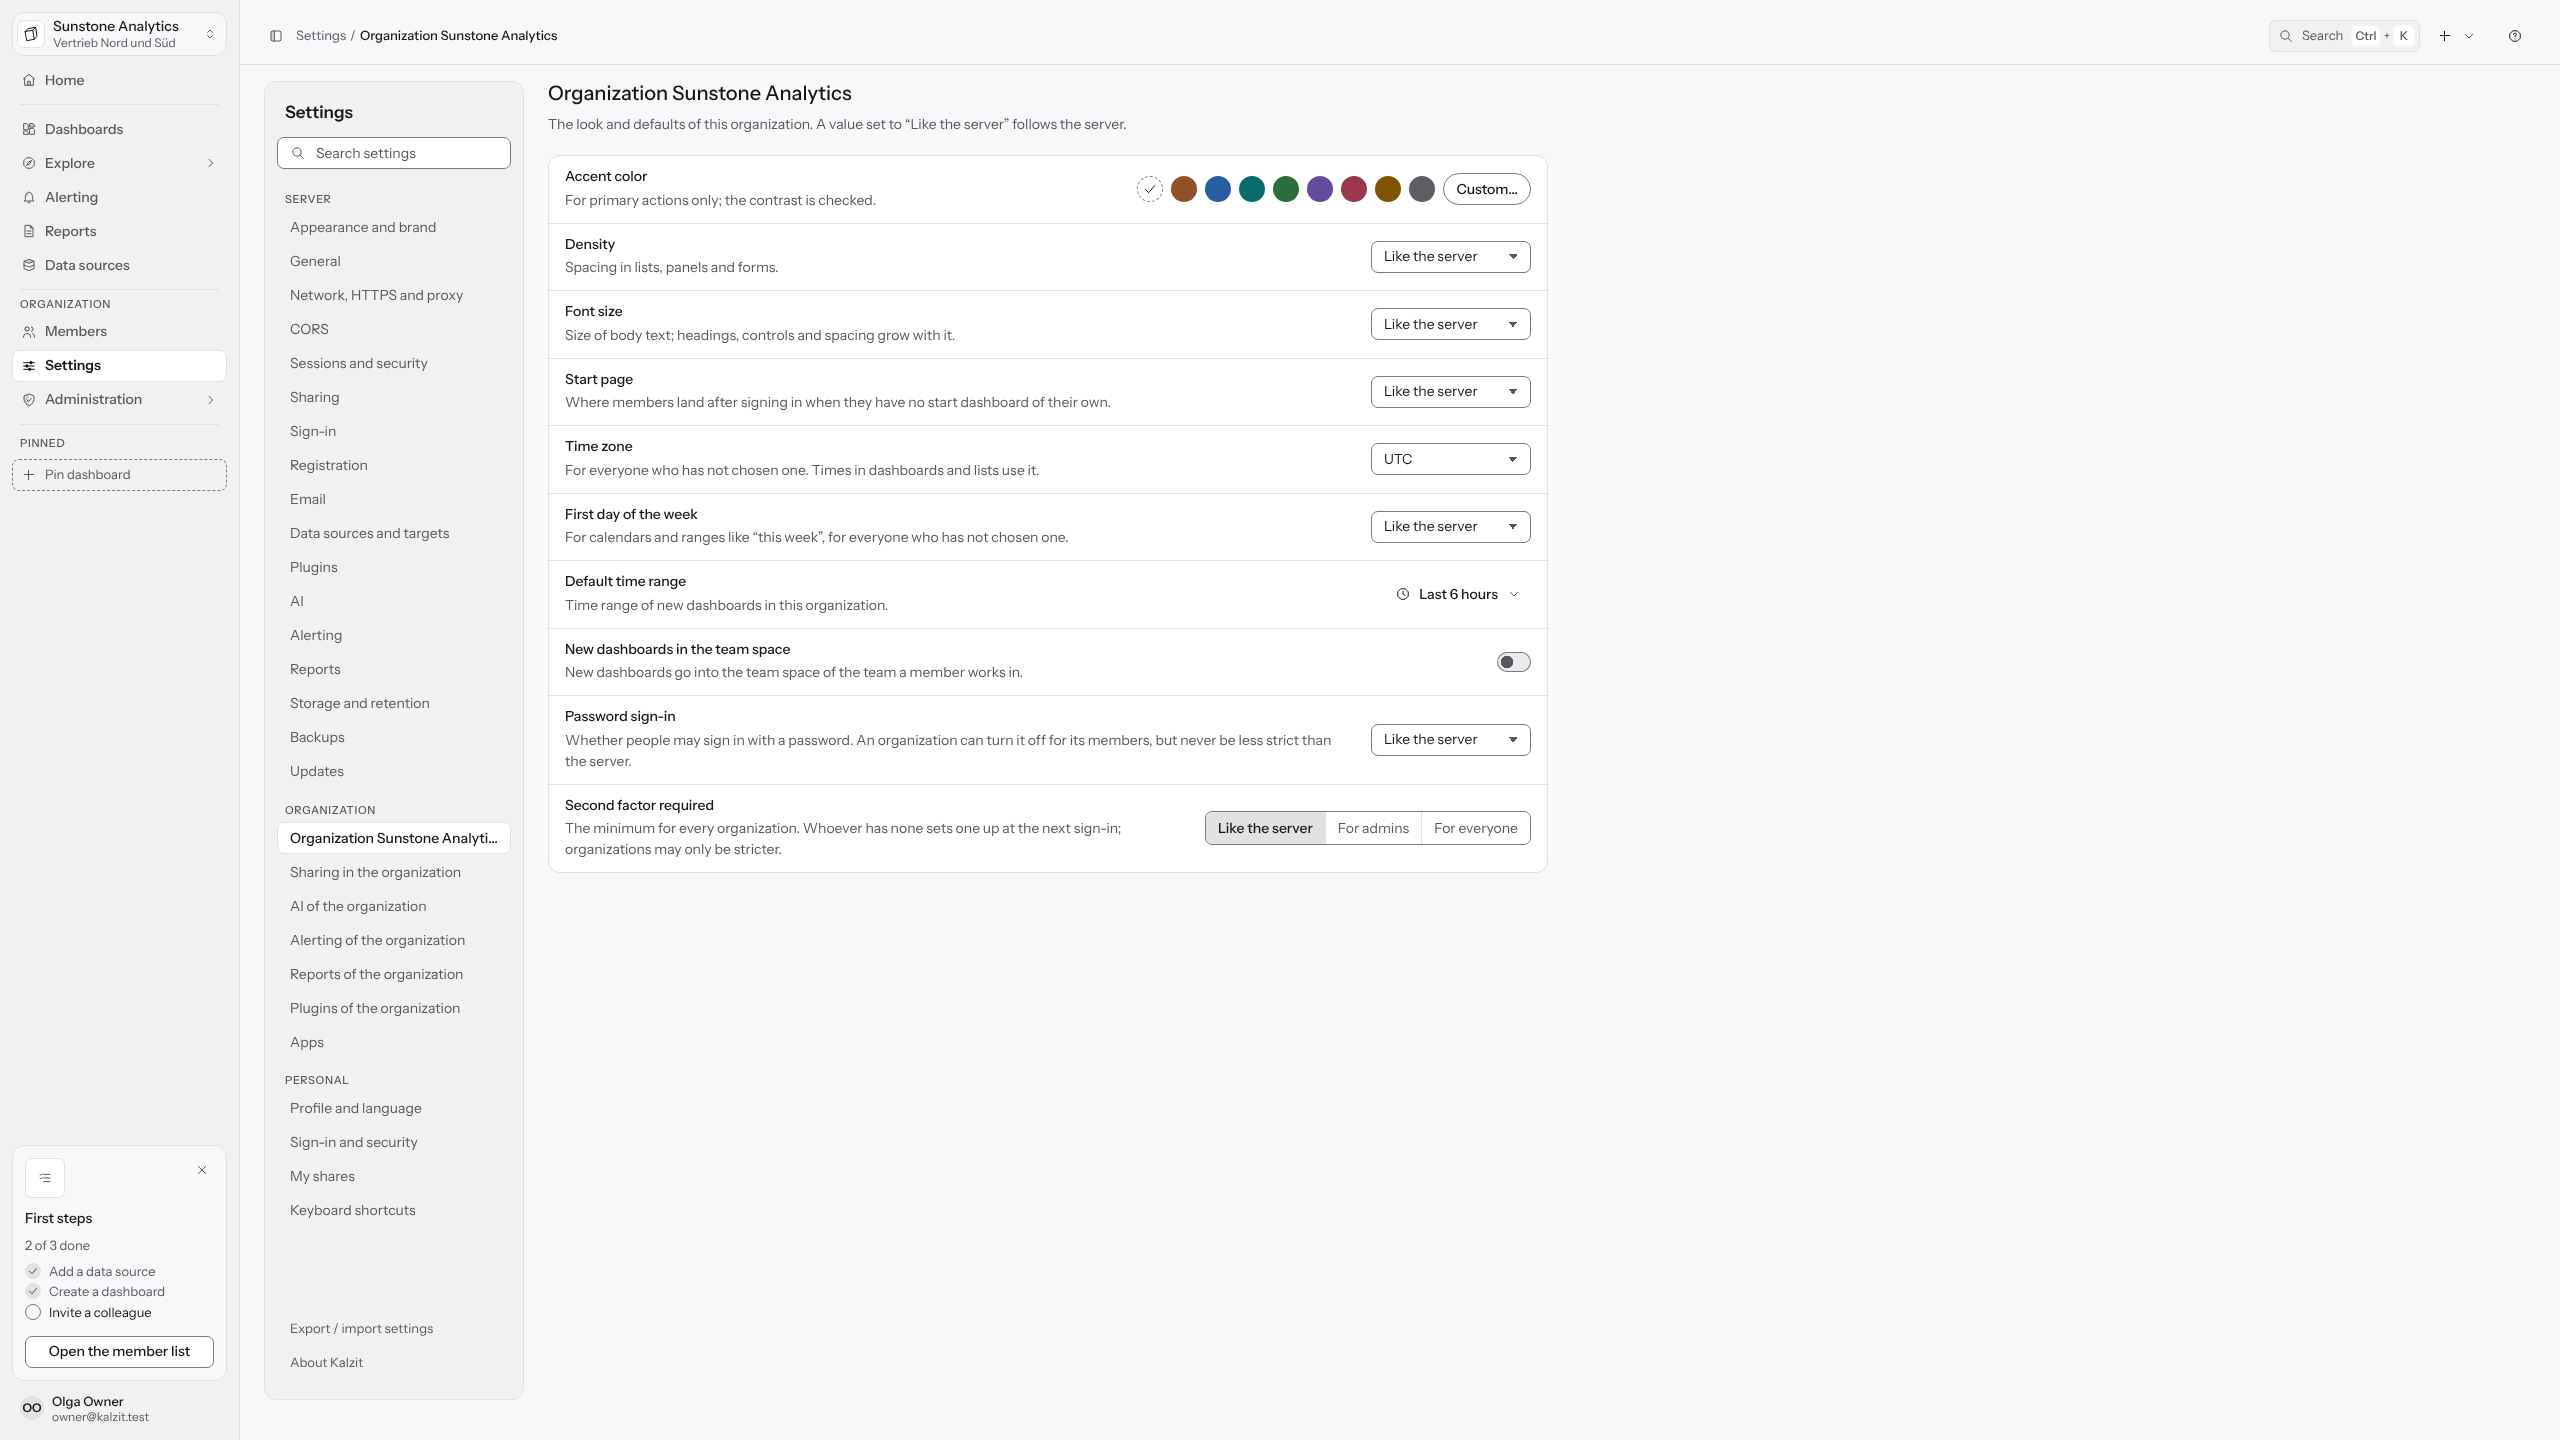 Sunstone Analytics
Vertrieb Nord und Süd
Home
Dashboards
Explore
Alerting
Reports
Data sources
ORGANIZATION
Members
Settings
Administration
PINNED
Pin dashboard
First steps
2 of 3 done
Add a data source
Create a dashboard
Invite a colleague
Open the member list
OO
Olga Owner
owner@kalzit.test
Settings / Organization Sunstone Analytics
Search Ctrl + K
Settings
Search settings
SERVER
Appearance and brand
General
Network, HTTPS and proxy
CORS
Sessions and security
Sharing
Sign-in
Registration
Email
Data sources and targets
Plugins
AI
Alerting
Reports
Storage and retention
Backups
Updates
ORGANIZATION
Organization Sunstone Analyti...
Sharing in the organization
AI of the organization
Alerting of the organization
Reports of the organization
Plugins of the organization
Apps
PERSONAL
Profile and language
Sign-in and security
My shares
Keyboard shortcuts
Export / import settings
About Kalzit
Organization Sunstone Analytics
The look and defaults of this organization. A value set to “Like the server” follows the server.
Accent color
For primary actions only; the contrast is checked.
Custom...
Density
Spacing in lists, panels and forms.
Like the server
Font size
Size of body text; headings, controls and spacing grow with it.
Like the server
Start page
Where members land after signing in when they have no start dashboard of their own.
Like the server
Time zone
For everyone who has not chosen one. Times in dashboards and lists use it.
UTC
First day of the week
For calendars and ranges like “this week”, for everyone who has not chosen one.
Like the server
Default time range
Time range of new dashboards in this organization.
Last 6 hours
New dashboards in the team space
New dashboards go into the team space of the team a member works in.
Password sign-in
Whether people may sign in with a password. An organization can turn it off for its members, but never be less strict than
the server.
Like the server
Second factor required
The minimum for every organization. Whoever has none sets one up at the next sign-in;
organizations may only be stricter.
Like the server
For admins
For everyone